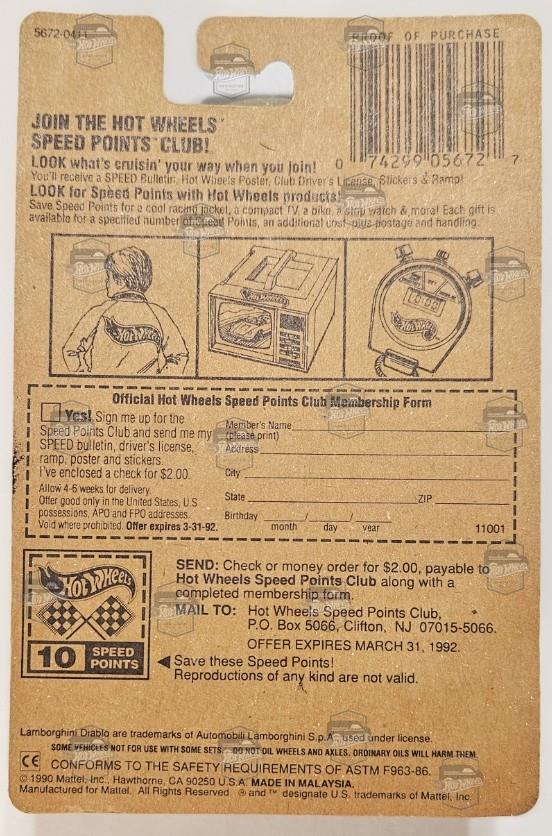 5672-0411
PROOF OF PURCHASE
0 74299 05672 7
JOIN THE HOT WHEELS™
SPEED POINTS™ CLUB!
LOOK what's cruisin' your way when you join!
You'll receive a SPEED Bulletin, Hot Wheels Poster, Club Driver's License, Stickers & Ramp!
LOOK for Speed Points with Hot Wheels products!
Save Speed Points for a cool racing jacket, a compact TV, a bike, a stop watch & more! Each gift is
available for a specified number of Speed Points, an additional cost, plus postage and handling.
Hot Wheels
Hot Wheels
Hot Wheels
Official Hot Wheels Speed Points Club Membership Form
Yes! Sign me up for the
Speed Points Club and send me my
SPEED bulletin, driver's license,
ramp, poster and stickers.
I've enclosed a check for $2.00.
Allow 4-6 weeks for delivery.
Offer good only in the United States, U.S.
possessions, APO and FPO addresses.
Void where prohibited. Offer expires 3-31-92.
Member's Name
(please print)
Address
City
State ZIP
Birthday / /
month day year
11001
Hot Wheels
10 SPEED
POINTS
SEND: Check or money order for $2.00, payable to
Hot Wheels Speed Points Club along with a
completed membership form.
MAIL TO: Hot Wheels Speed Points Club,
P.O. Box 5066, Clifton, NJ 07015-5066.
OFFER EXPIRES MARCH 31, 1992.
◀ Save these Speed Points!
Reproductions of any kind are not valid.
Lamborghini Diablo are trademarks of Automobili Lamborghini S.p.A., used under license.
SOME VEHICLES NOT FOR USE WITH SOME SETS. DO NOT OIL WHEELS AND AXLES. ORDINARY OILS WILL HARM THEM.
CE CONFORMS TO THE SAFETY REQUIREMENTS OF ASTM F963-86.
© 1990 Mattel, Inc., Hawthorne, CA 90250 U.S.A. MADE IN MALAYSIA.
Manufactured for Mattel. All Rights Reserved. ® and ™ designate U.S. trademarks of Mattel, Inc.